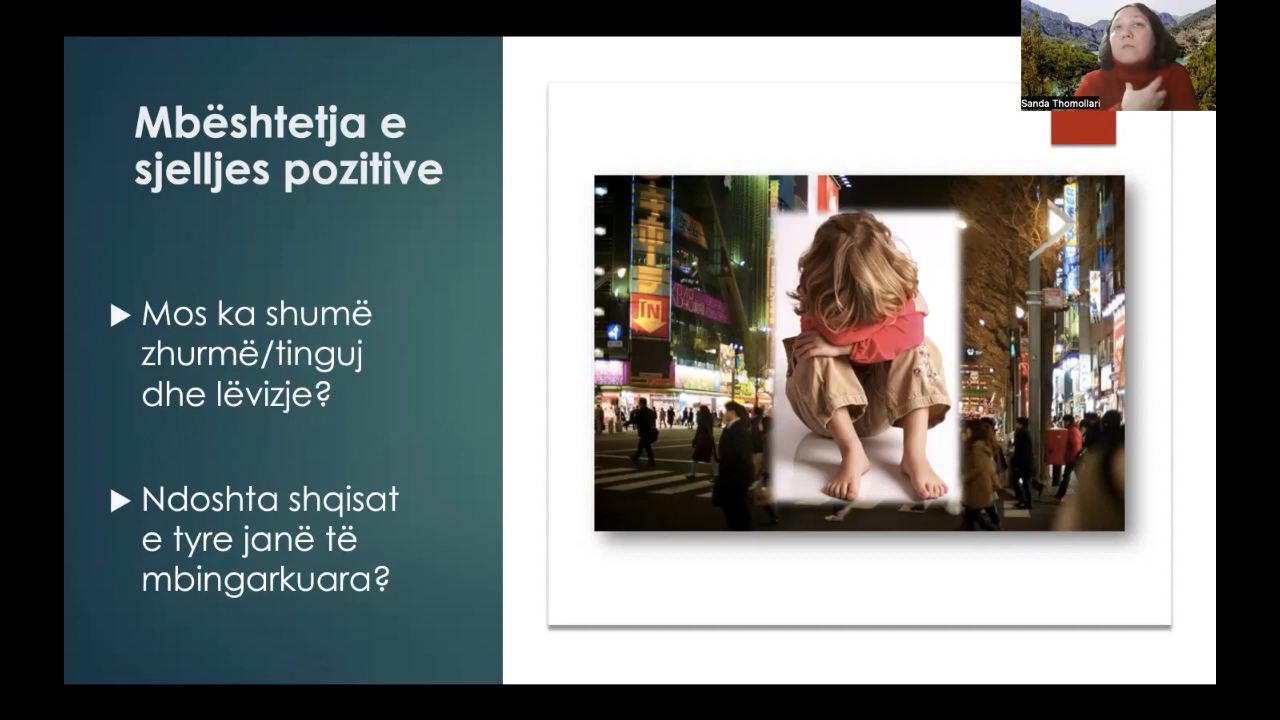 Mbështetja e
sjelljes pozitive
Mos ka shumë
zhurmë/tinguj
dhe lëvizje?
Ndoshta shqisat
e tyre janë të
mbingarkuara?
Sanda Thomollari